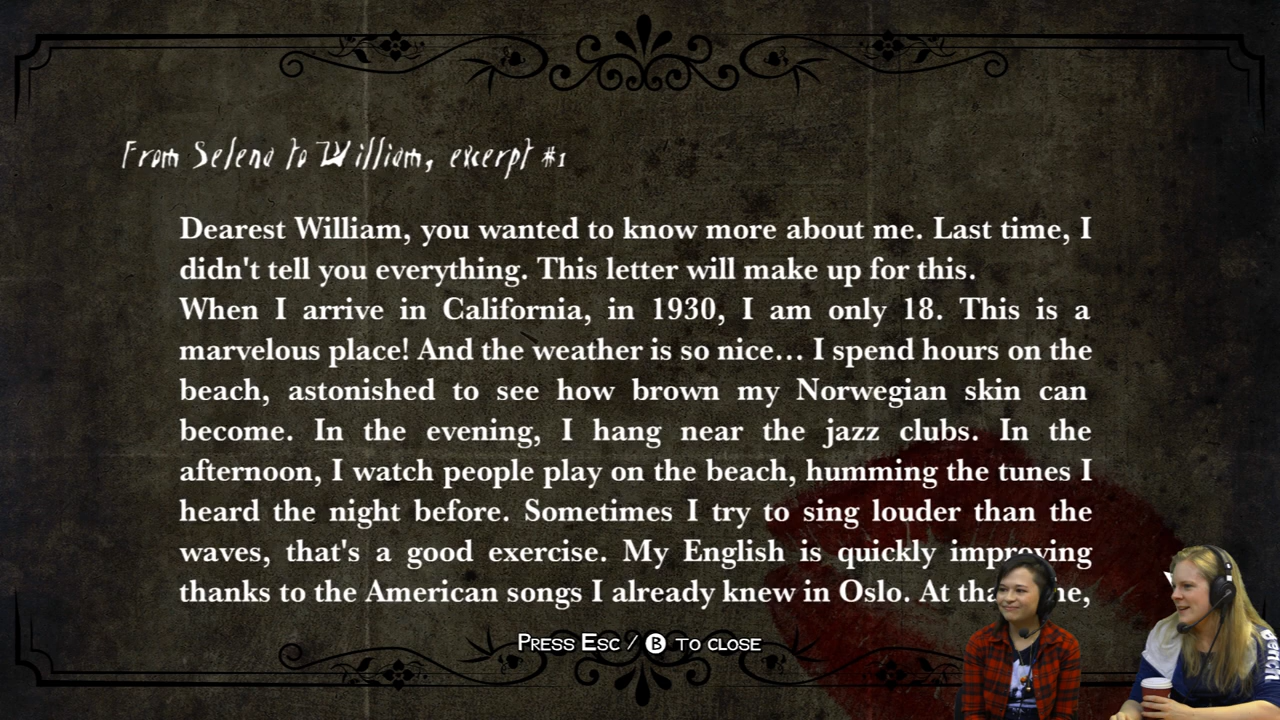 From Selena to William, excerpt #1
Dearest William, you wanted to know more about me. Last time, I
didn't tell you everything. This letter will make up for this.
When I arrive in California, in 1930, I am only 18. This is a
marvelous place! And the weather is so nice... I spend hours on the
beach, astonished to see how brown my Norwegian skin can
become. In the evening, I hang near the jazz clubs. In the
afternoon, I watch people play on the beach, humming the tunes I
heard the night before. Sometimes I try to sing louder than the
waves, that's a good exercise. My English is quickly improving
thanks to the American songs I already knew in Oslo. At
Press Esc / B to close